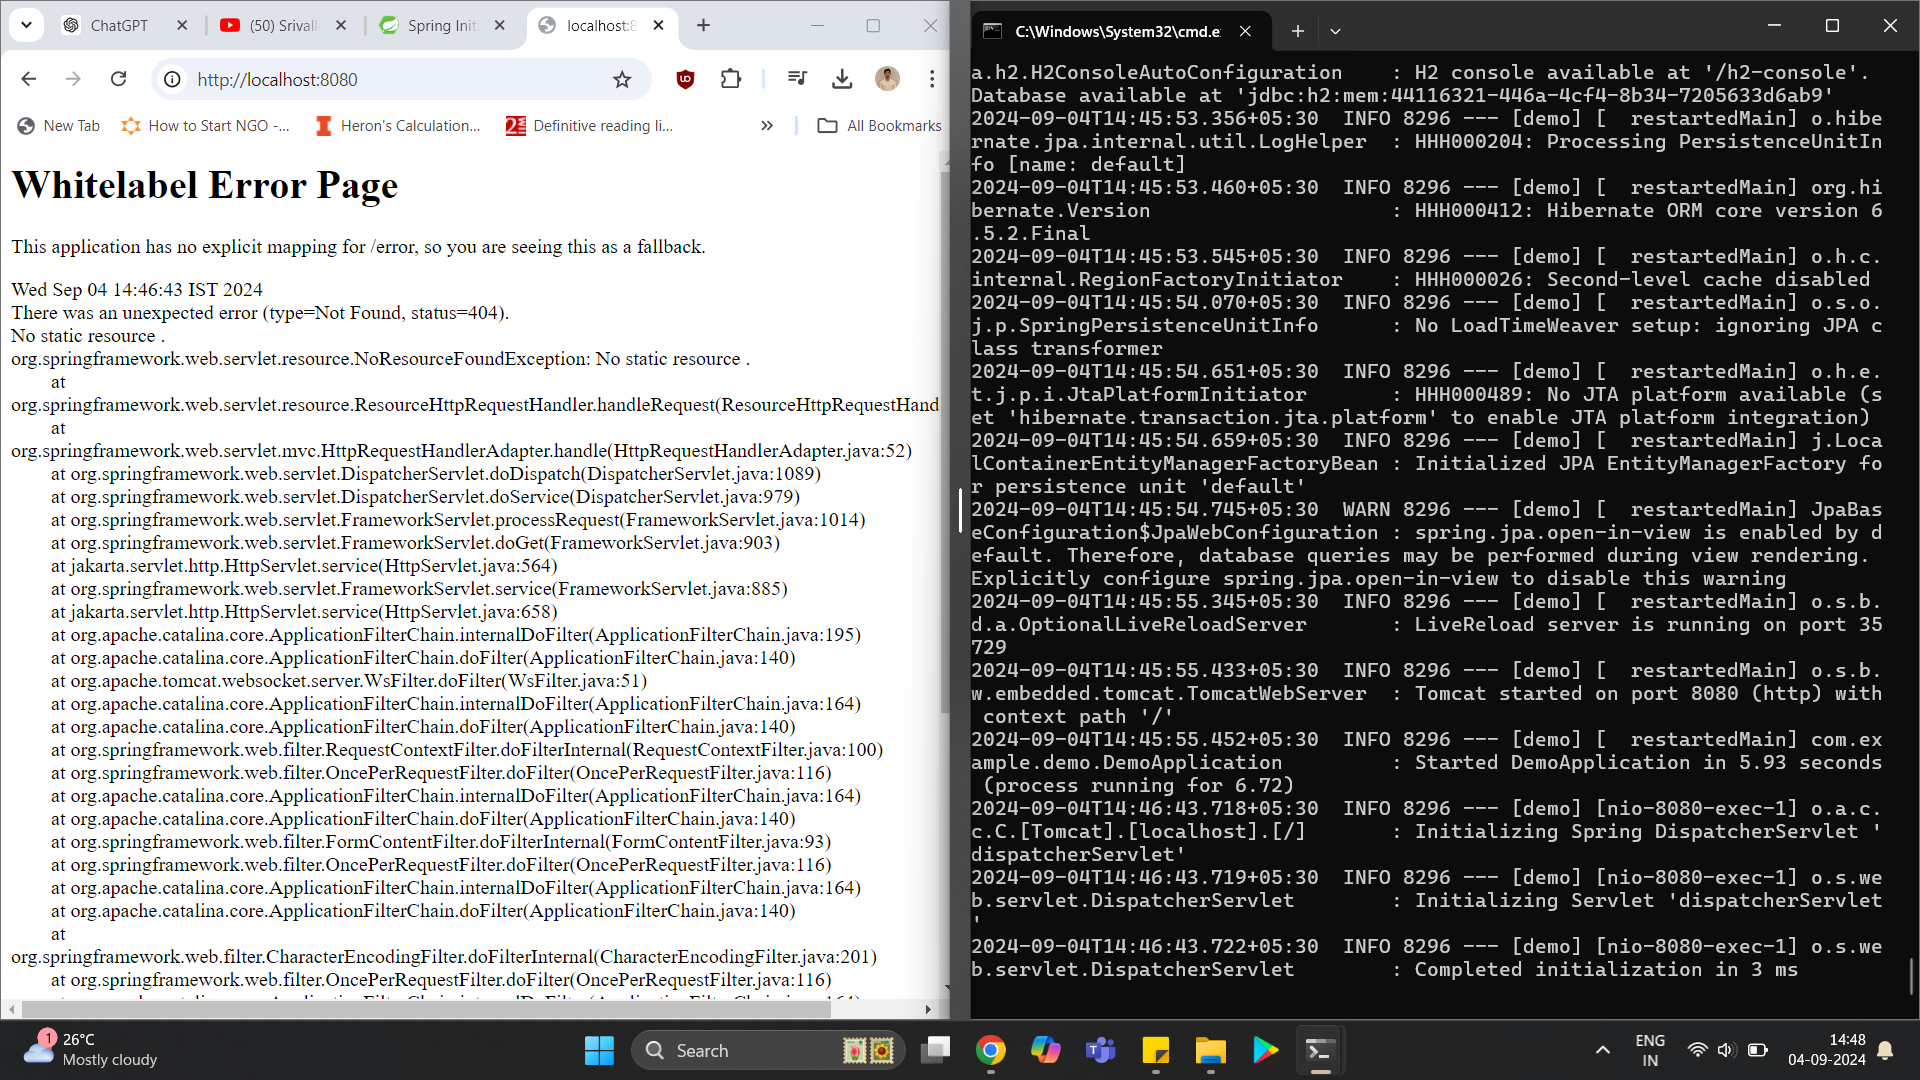 ChatGPT
(50) Srivalli
Spring Init
localhost:8
http://localhost:8080
New Tab
How to Start NGO -...
Heron's Calculation...
Definitive reading li...
All Bookmarks
Whitelabel Error Page
This application has no explicit mapping for /error, so you are seeing this as a fallback.
Wed Sep 04 14:46:43 IST 2024
There was an unexpected error (type=Not Found, status=404).
No static resource .
org.springframework.web.servlet.resource.NoResourceFoundException: No static resource .
at
org.springframework.web.servlet.resource.ResourceHttpRequestHandler.handleRequest(ResourceHttpRequestHand
at
org.springframework.web.servlet.mvc.HttpRequestHandlerAdapter.handle(HttpRequestHandlerAdapter.java:52)
at org.springframework.web.servlet.DispatcherServlet.doDispatch(DispatcherServlet.java:1089)
at org.springframework.web.servlet.DispatcherServlet.doService(DispatcherServlet.java:979)
at org.springframework.web.servlet.FrameworkServlet.processRequest(FrameworkServlet.java:1014)
at org.springframework.web.servlet.FrameworkServlet.doGet(FrameworkServlet.java:903)
at jakarta.servlet.http.HttpServlet.service(HttpServlet.java:564)
at org.springframework.web.servlet.FrameworkServlet.service(FrameworkServlet.java:885)
at jakarta.servlet.http.HttpServlet.service(HttpServlet.java:658)
at org.apache.catalina.core.ApplicationFilterChain.internalDoFilter(ApplicationFilterChain.java:195)
at org.apache.catalina.core.ApplicationFilterChain.doFilter(ApplicationFilterChain.java:140)
at org.apache.tomcat.websocket.server.WsFilter.doFilter(WsFilter.java:51)
at org.apache.catalina.core.ApplicationFilterChain.internalDoFilter(ApplicationFilterChain.java:164)
at org.apache.catalina.core.ApplicationFilterChain.doFilter(ApplicationFilterChain.java:140)
at org.springframework.web.filter.RequestContextFilter.doFilterInternal(RequestContextFilter.java:100)
at org.springframework.web.filter.OncePerRequestFilter.doFilter(OncePerRequestFilter.java:116)
at org.apache.catalina.core.ApplicationFilterChain.internalDoFilter(ApplicationFilterChain.java:164)
at org.apache.catalina.core.ApplicationFilterChain.doFilter(ApplicationFilterChain.java:140)
at org.springframework.web.filter.FormContentFilter.doFilterInternal(FormContentFilter.java:93)
at org.springframework.web.filter.OncePerRequestFilter.doFilter(OncePerRequestFilter.java:116)
at org.apache.catalina.core.ApplicationFilterChain.internalDoFilter(ApplicationFilterChain.java:164)
at org.apache.catalina.core.ApplicationFilterChain.doFilter(ApplicationFilterChain.java:140)
at
org.springframework.web.filter.CharacterEncodingFilter.doFilterInternal(CharacterEncodingFilter.java:201)
at org.springframework.web.filter.OncePerRequestFilter.doFilter(OncePerRequestFilter.java:116)
C:\Windows\System32\cmd.e
a.h2.H2ConsoleAutoConfiguration    : H2 console available at '/h2-console'.
Database available at 'jdbc:h2:mem:44116321-446a-4cf4-8b34-7205633d6ab9'
2024-09-04T14:45:53.356+05:30  INFO 8296 --- [demo] [  restartedMain] o.hibe
rnate.jpa.internal.util.LogHelper  : HHH000204: Processing PersistenceUnitIn
fo [name: default]
2024-09-04T14:45:53.460+05:30  INFO 8296 --- [demo] [  restartedMain] org.hi
bernate.Version                    : HHH000412: Hibernate ORM core version 6
.5.2.Final
2024-09-04T14:45:53.545+05:30  INFO 8296 --- [demo] [  restartedMain] o.h.c.
internal.RegionFactoryInitiator    : HHH000026: Second-level cache disabled
2024-09-04T14:45:54.070+05:30  INFO 8296 --- [demo] [  restartedMain] o.s.o.
j.p.SpringPersistenceUnitInfo      : No LoadTimeWeaver setup: ignoring JPA c
lass transformer
2024-09-04T14:45:54.651+05:30  INFO 8296 --- [demo] [  restartedMain] o.h.e.
t.j.p.i.JtaPlatformInitiator       : HHH000489: No JTA platform available (s
et 'hibernate.transaction.jta.platform' to enable JTA platform integration)
2024-09-04T14:45:54.659+05:30  INFO 8296 --- [demo] [  restartedMain] j.Loca
lContainerEntityManagerFactoryBean : Initialized JPA EntityManagerFactory fo
r persistence unit 'default'
2024-09-04T14:45:54.745+05:30  WARN 8296 --- [demo] [  restartedMain] JpaBas
eConfiguration$JpaWebConfiguration : spring.jpa.open-in-view is enabled by d
efault. Therefore, database queries may be performed during view rendering.
Explicitly configure spring.jpa.open-in-view to disable this warning
2024-09-04T14:45:55.345+05:30  INFO 8296 --- [demo] [  restartedMain] o.s.b.
d.a.OptionalLiveReloadServer       : LiveReload server is running on port 35
729
2024-09-04T14:45:55.433+05:30  INFO 8296 --- [demo] [  restartedMain] o.s.b.
w.embedded.tomcat.TomcatWebServer  : Tomcat started on port 8080 (http) with
 context path '/'
2024-09-04T14:45:55.452+05:30  INFO 8296 --- [demo] [  restartedMain] com.ex
ample.demo.DemoApplication         : Started DemoApplication in 5.93 seconds
 (process running for 6.72)
2024-09-04T14:46:43.718+05:30  INFO 8296 --- [demo] [nio-8080-exec-1] o.a.c.
c.C.[Tomcat].[localhost].[/]       : Initializing Spring DispatcherServlet '
dispatcherServlet'
2024-09-04T14:46:43.719+05:30  INFO 8296 --- [demo] [nio-8080-exec-1] o.s.we
b.servlet.DispatcherServlet        : Initializing Servlet 'dispatcherServlet
'
2024-09-04T14:46:43.722+05:30  INFO 8296 --- [demo] [nio-8080-exec-1] o.s.we
b.servlet.DispatcherServlet        : Completed initialization in 3 ms
1
26°C
Mostly cloudy
Search
ENG
IN
14:48
04-09-2024